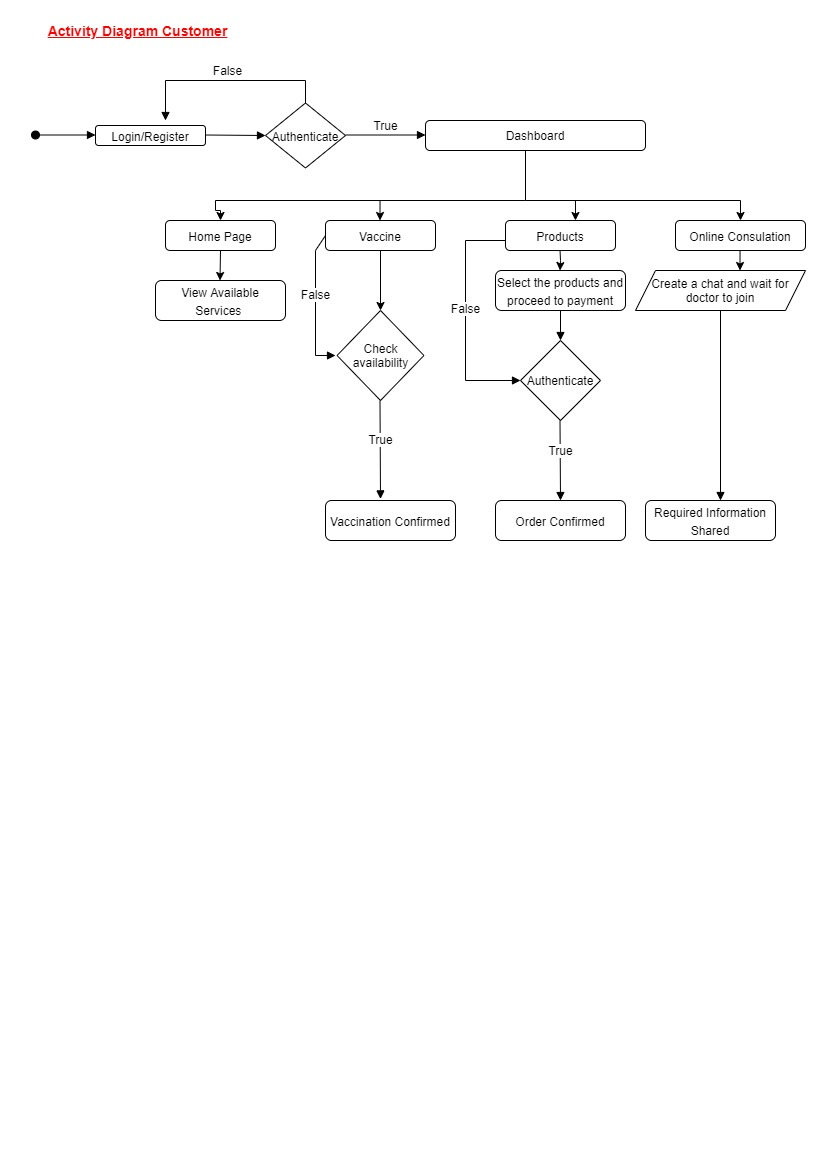 Activity Diagram Customer
False
Login/Register
Authenticate
True
Dashboard
Home Page
Vaccine
Products
Online Consulation
View Available
Services
False
Check
availability
False
Select the products and
proceed to payment
Create a chat and wait for
doctor to join
Authenticate
True
True
Vaccination Confirmed
Order Confirmed
Required Information
Shared